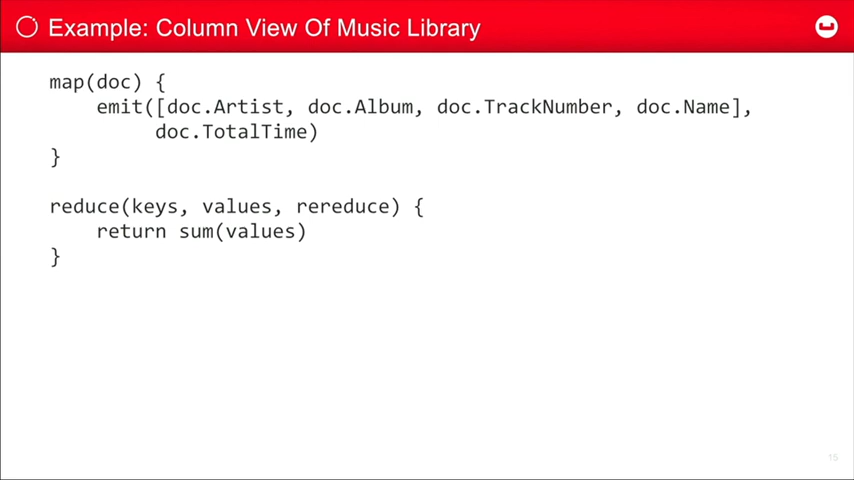 Example: Column View Of Music Library
map(doc) {
    emit([doc.Artist, doc.Album, doc.TrackNumber, doc.Name],
         doc.TotalTime)
}
reduce(keys, values, rereduce) {
    return sum(values)
}
15